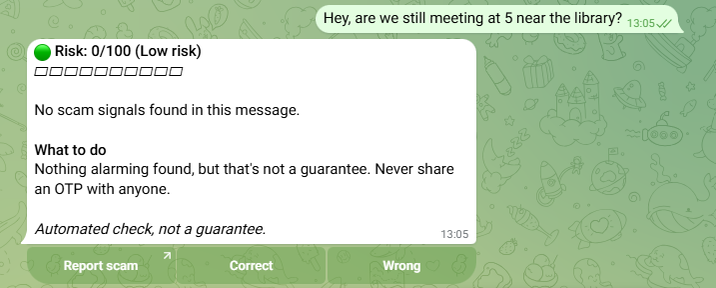 Hey, are we still meeting at 5 near the library? 13:05
Risk: 0/100 (Low risk)
No scam signals found in this message.
What to do
Nothing alarming found, but that's not a guarantee. Never share
an OTP with anyone.
Automated check, not a guarantee. 13:05
Report scam Correct Wrong